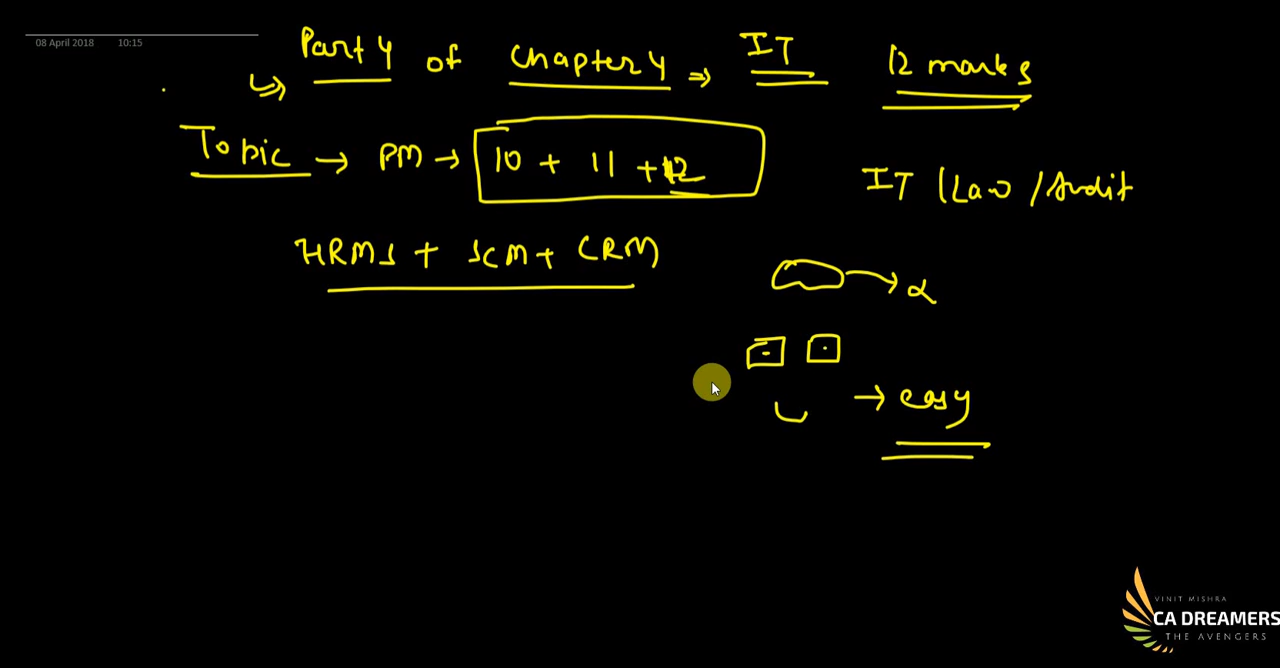 08 April 2018 10:15
Part 4 of Chapter 4 ⇒ IT 12 marks
Topic → PM → 10 + 11 + 12
IT / Law / Audit
HRMS + SCM + CRM
→ α
→ easy
VINIT MISHRA
CA DREAMERS
THE AVENGERS